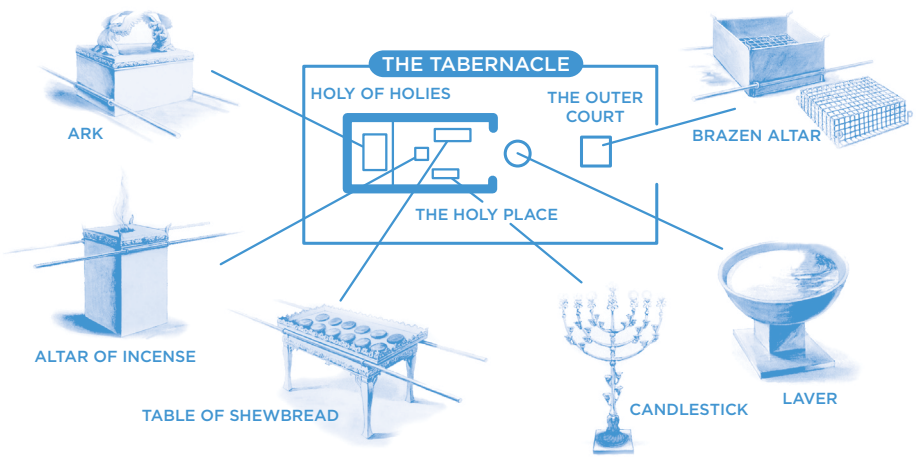 THE TABERNACLE
HOLY OF HOLIES
THE OUTER
COURT
ARK
BRAZEN ALTAR
THE HOLY PLACE
ALTAR OF INCENSE
TABLE OF SHEWBREAD
CANDLESTICK
LAVER